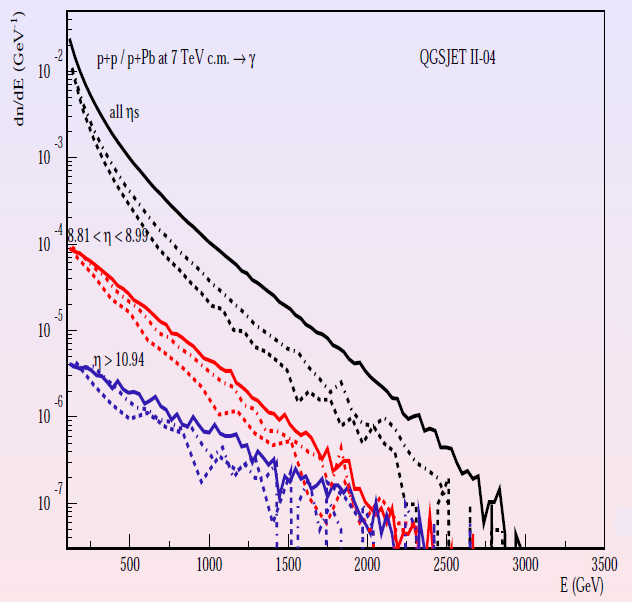 dn/dE (GeV⁻¹)
p+p / p+Pb at 7 TeV c.m. → γ
QGSJET II-04
10⁻²
all ηs
10⁻³
10⁻⁴
8.81 < η < 8.99
10⁻⁵
η > 10.94
10⁻⁶
10⁻⁷
500 1000 1500 2000 2500 3000 3500
E (GeV)